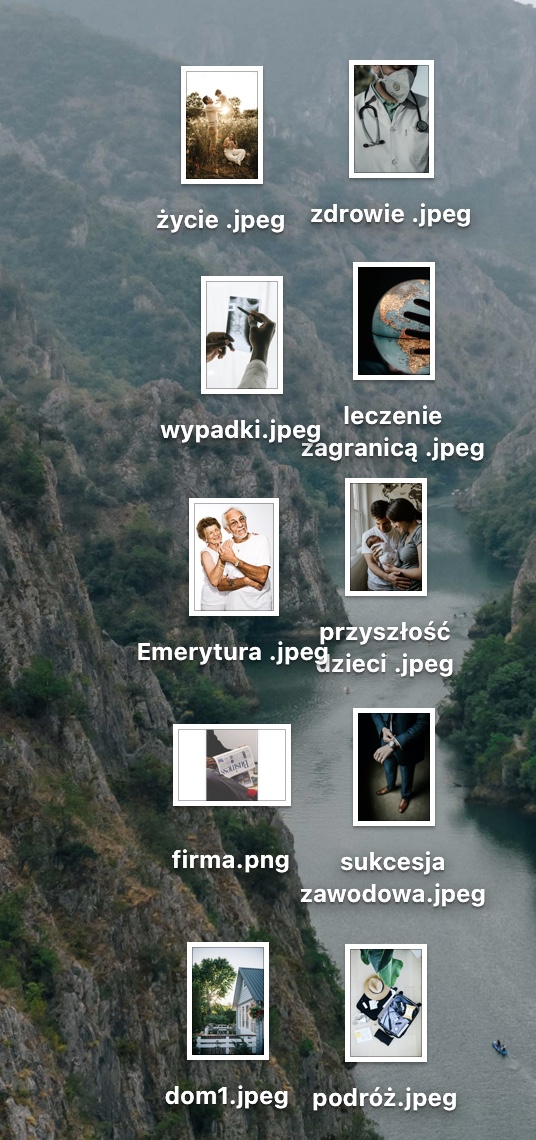 życie .jpeg
zdrowie .jpeg
wypadki.jpeg
leczenie
zagranicą .jpeg
Emerytura .jpeg
przyszłość
dzieci .jpeg
Business
firma.png
sukcesja
zawodowa.jpeg
dom1.jpeg
podróż.jpeg